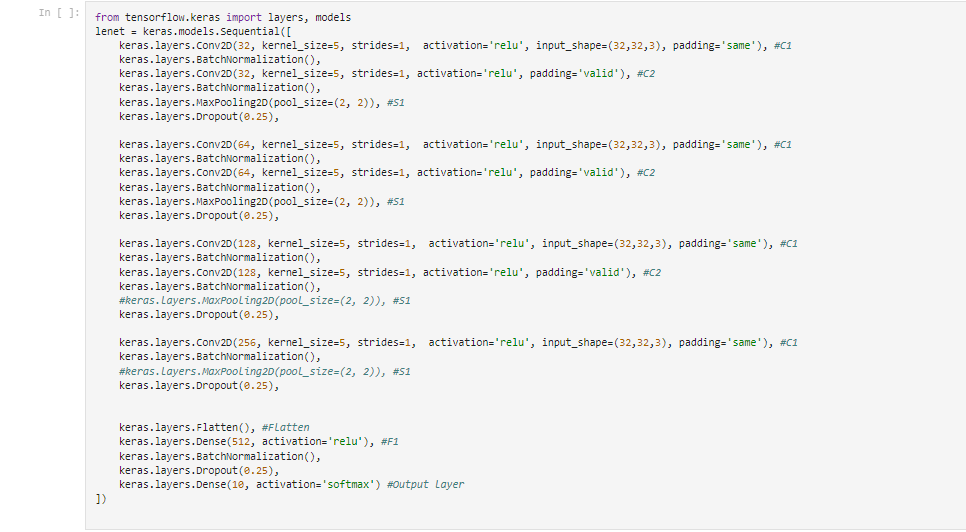 In [ ]:
from tensorflow.keras import layers, models
lenet = keras.models.Sequential([
    keras.layers.Conv2D(32, kernel_size=5, strides=1,  activation='relu', input_shape=(32,32,3), padding='same'), #C1
    keras.layers.BatchNormalization(),
    keras.layers.Conv2D(32, kernel_size=5, strides=1, activation='relu', padding='valid'), #C2
    keras.layers.BatchNormalization(),
    keras.layers.MaxPooling2D(pool_size=(2, 2)), #S1
    keras.layers.Dropout(0.25),

    keras.layers.Conv2D(64, kernel_size=5, strides=1,  activation='relu', input_shape=(32,32,3), padding='same'), #C1
    keras.layers.BatchNormalization(),
    keras.layers.Conv2D(64, kernel_size=5, strides=1, activation='relu', padding='valid'), #C2
    keras.layers.BatchNormalization(),
    keras.layers.MaxPooling2D(pool_size=(2, 2)), #S1
    keras.layers.Dropout(0.25),

    keras.layers.Conv2D(128, kernel_size=5, strides=1,  activation='relu', input_shape=(32,32,3), padding='same'), #C1
    keras.layers.BatchNormalization(),
    keras.layers.Conv2D(128, kernel_size=5, strides=1, activation='relu', padding='valid'), #C2
    keras.layers.BatchNormalization(),
    #keras.layers.MaxPooling2D(pool_size=(2, 2)), #S1
    keras.layers.Dropout(0.25),

    keras.layers.Conv2D(256, kernel_size=5, strides=1,  activation='relu', input_shape=(32,32,3), padding='same'), #C1
    keras.layers.BatchNormalization(),
    #keras.layers.MaxPooling2D(pool_size=(2, 2)), #S1
    keras.layers.Dropout(0.25),

    keras.layers.Flatten(), #Flatten
    keras.layers.Dense(512, activation='relu'), #F1
    keras.layers.BatchNormalization(),
    keras.layers.Dropout(0.25),
    keras.layers.Dense(10, activation='softmax') #Output layer
])